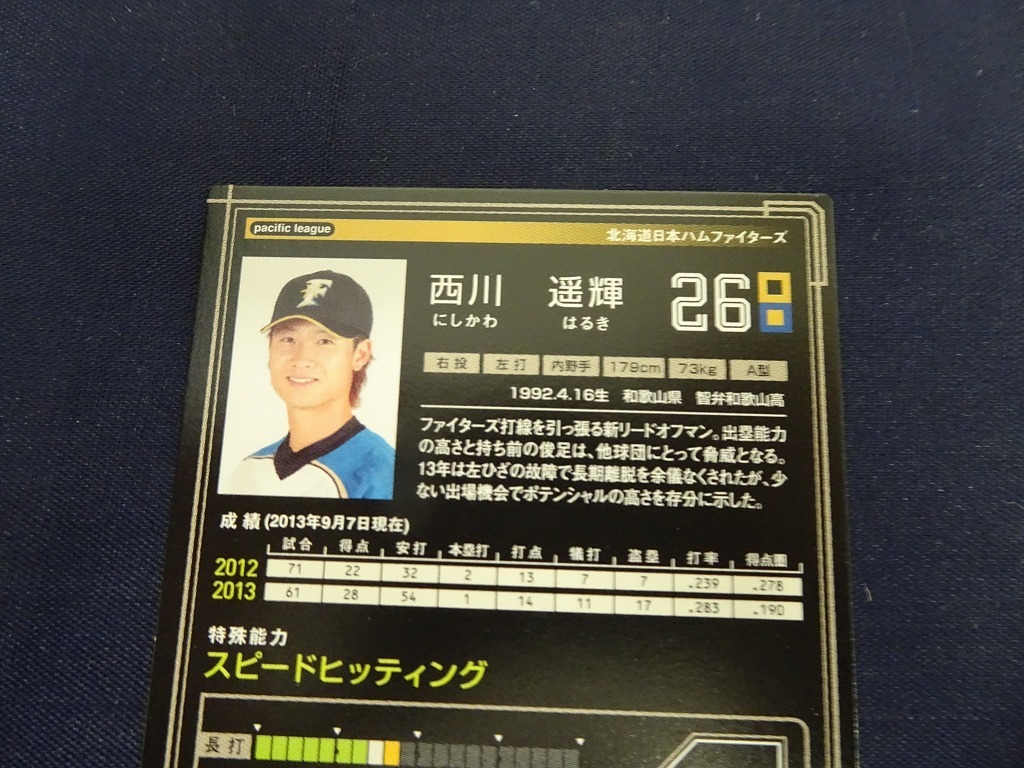 pacific league
北海道日本ハムファイターズ
F
西川 遥輝 26
にしかわ はるき
右投 左打 内野手 179cm 73kg A型
1992.4.16生 和歌山県 智弁和歌山高
ファイターズ打線を引っ張る新リードオフマン。出塁能力
の高さと持ち前の俊足は、他球団にとって脅威となる。
13年は左ひざの故障で長期離脱を余儀なくされたが、少
ない出場機会でポテンシャルの高さを存分に示した。
成績(2013年9月7日現在)
試合 得点 安打 本塁打 打点 犠打 盗塁 打率 得点圏
2012 71 22 32 2 13 7 7 .239 .278
2013 61 28 54 1 14 11 17 .283 .190
特殊能力
スピードヒッティング
長打